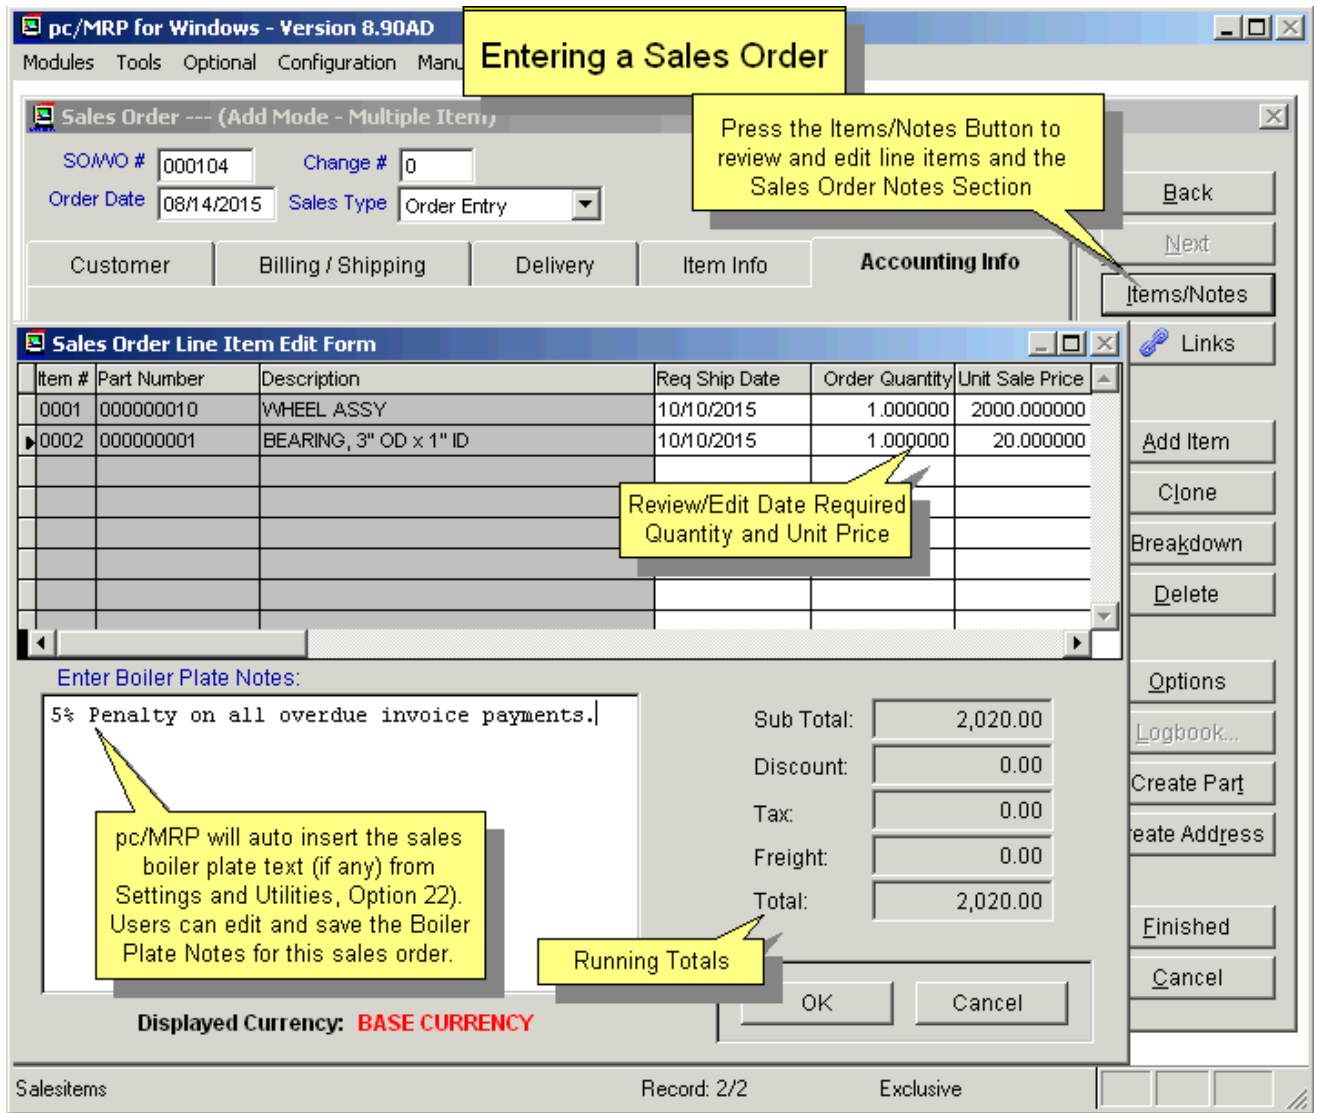 pc/MRP for Windows - Version 8.90AD
Entering a Sales Order
Modules Tools Optional Configuration
Sales Order --- (Add Mode - Multiple Item)
Press the Items/Notes Button to
review and edit line items and the
Sales Order Notes Section
SO/WO # 000104 Change # 0
Order Date 08/14/2015 Sales Type Order Entry
Back
Next
Items/Notes
Links
Customer Billing / Shipping Delivery Item Info Accounting Info
Sales Order Line Item Edit Form
Item # Part Number Description Req Ship Date Order Quantity Unit Sale Price
0001 000000010 WHEEL ASSY 10/10/2015 1.000000 2000.000000
0002 000000001 BEARING, 3" OD x 1" ID 10/10/2015 1.000000 20.000000
Review/Edit Date Required
Quantity and Unit Price
Add Item
Clone
Breakdown
Delete
Options
Logbook...
Create Part
reate Address
Finished
Cancel
Enter Boiler Plate Notes:
5% Penalty on all overdue invoice payments.
pc/MRP will auto insert the sales
boiler plate text (if any) from
Settings and Utilities, Option 22).
Users can edit and save the Boiler
Plate Notes for this sales order.
Sub Total: 2,020.00
Discount: 0.00
Tax: 0.00
Freight: 0.00
Total: 2,020.00
Running Totals
OK Cancel
Displayed Currency: BASE CURRENCY
Salesitems Record: 2/2 Exclusive